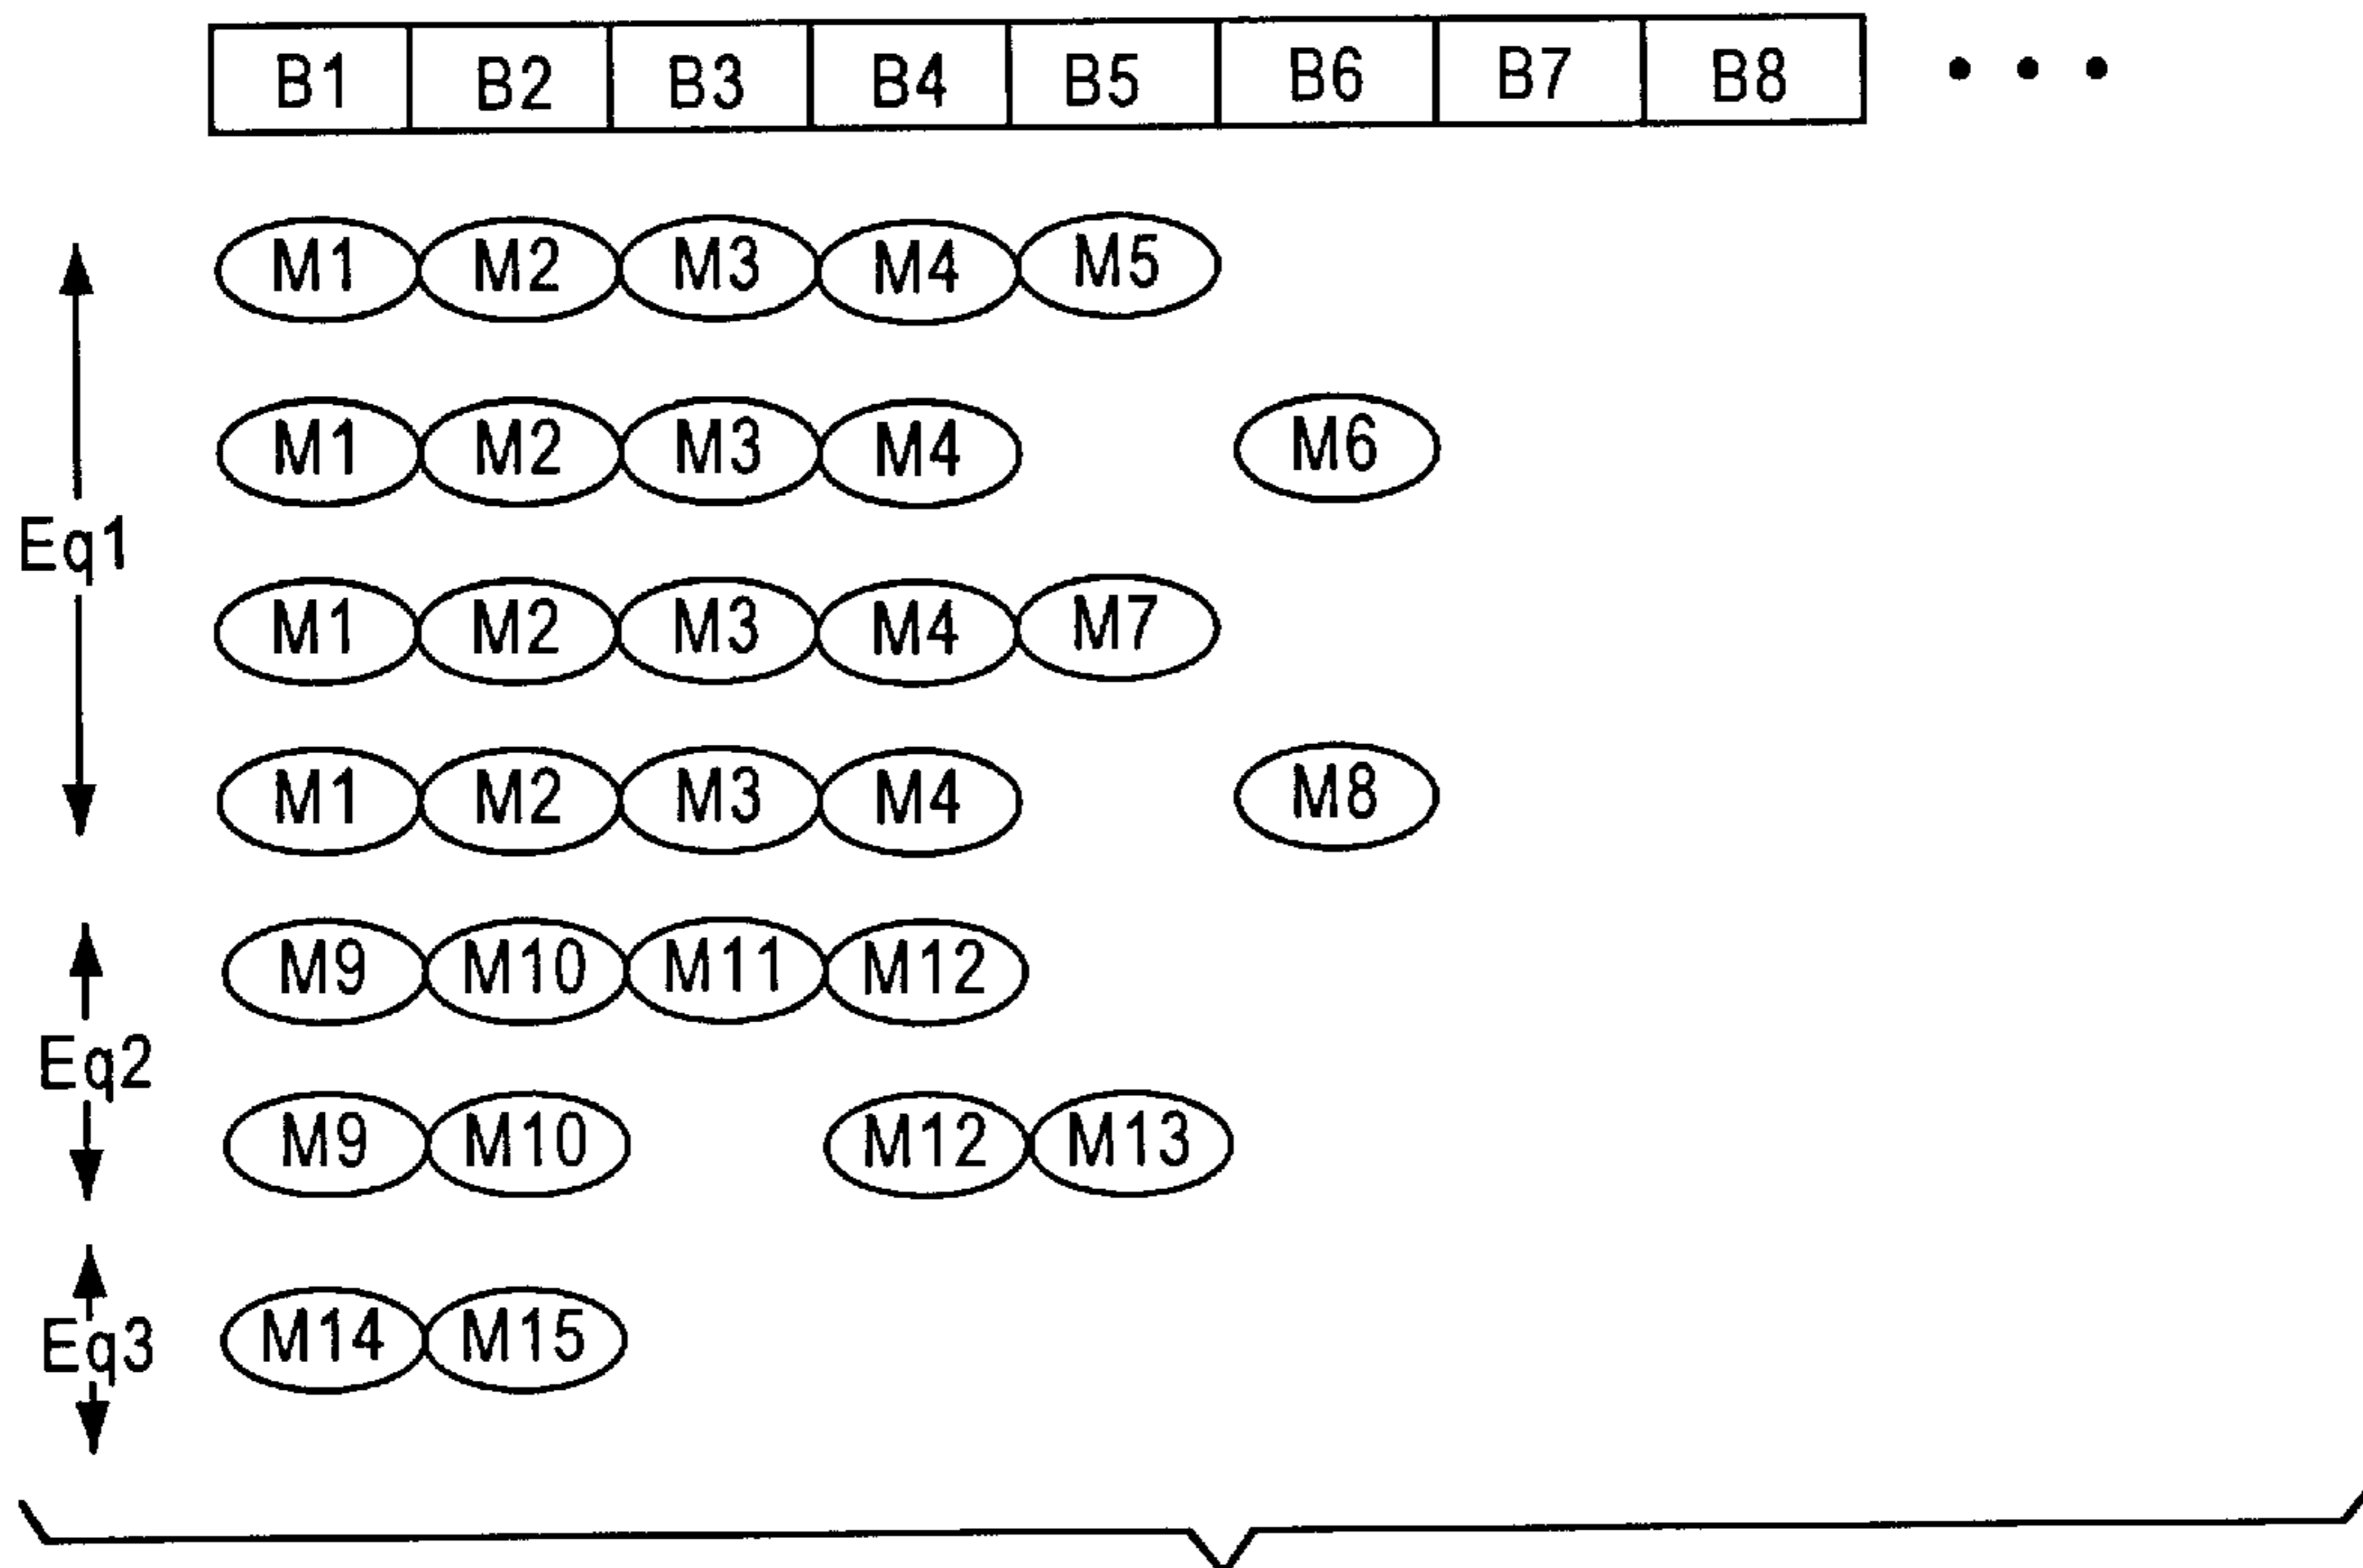 B1 B2 B3 B4 B5 B6 B7 B8 • • •
M1 M2 M3 M4 M5
M1 M2 M3 M4 M6
Eq1
M1 M2 M3 M4 M7
M1 M2 M3 M4 M8
M9 M10 M11 M12
Eq2
M9 M10 M12 M13
Eq3 M14 M15